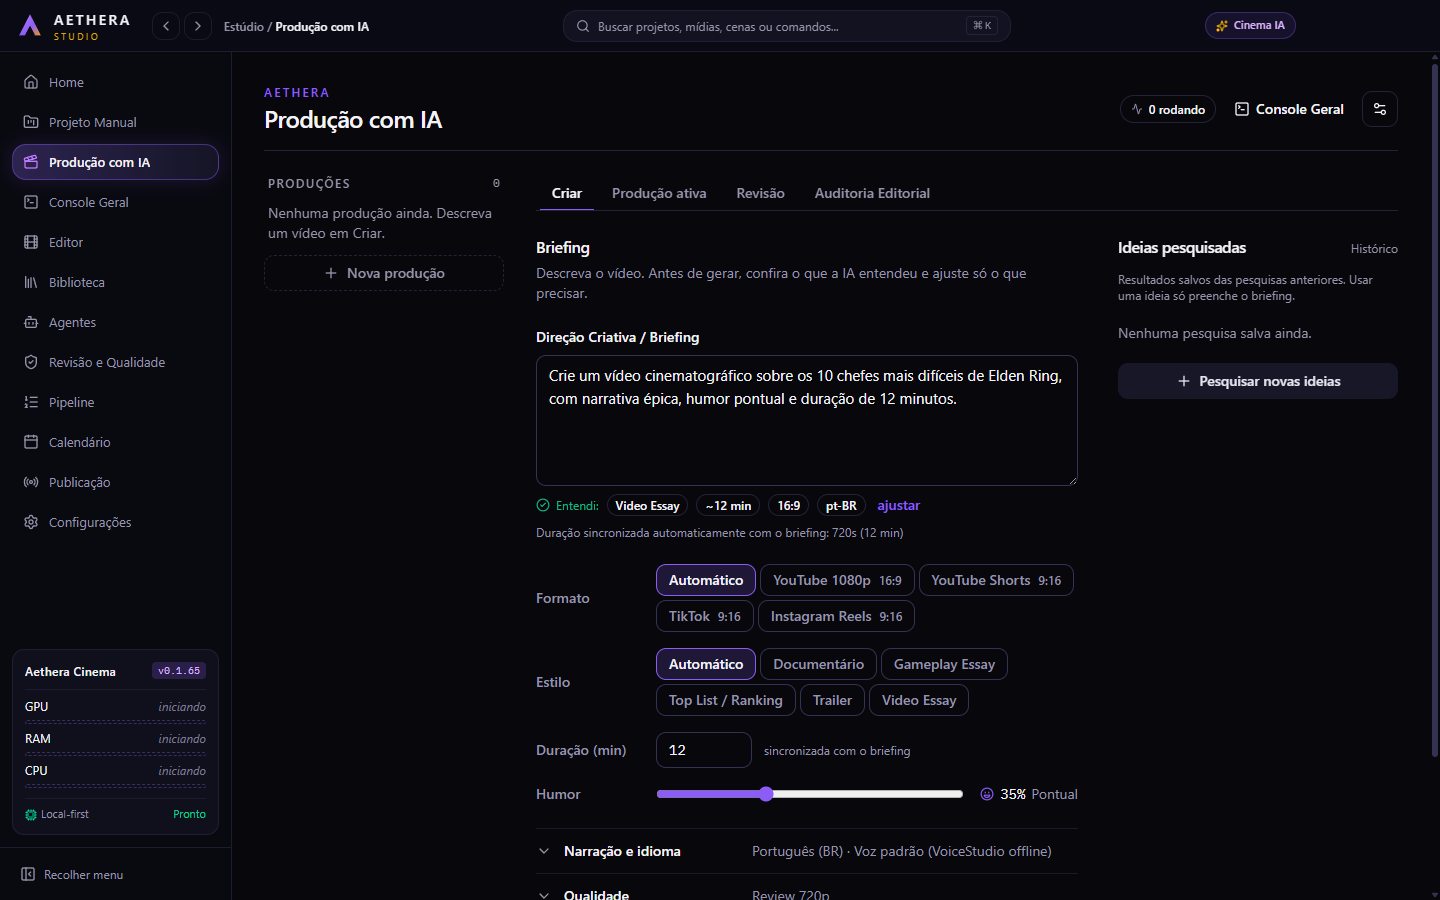 AETHERA
STUDIO
Estúdio / Produção com IA
Buscar projetos, mídias, cenas ou comandos...
⌘ K
Cinema IA
Home
Projeto Manual
Produção com IA
Console Geral
Editor
Biblioteca
Agentes
Revisão e Qualidade
Pipeline
Calendário
Publicação
Configurações
Aethera Cinema v0.1.65
GPU iniciando
RAM iniciando
CPU iniciando
Local-first Pronto
Recolher menu
AETHERA
Produção com IA
0 rodando
Console Geral
PRODUÇÕES 0
Nenhuma produção ainda. Descreva
um vídeo em Criar.
Nova produção
Criar Produção ativa Revisão Auditoria Editorial
Briefing
Descreva o vídeo. Antes de gerar, confira o que a IA entendeu e ajuste só o que
precisar.
Direção Criativa / Briefing
Crie um vídeo cinematográfico sobre os 10 chefes mais difíceis de Elden Ring,
com narrativa épica, humor pontual e duração de 12 minutos.
Entendi: Video Essay ~12 min 16:9 pt-BR ajustar
Duração sincronizada automaticamente com o briefing: 720s (12 min)
Formato
Automático YouTube 1080p 16:9 YouTube Shorts 9:16
TikTok 9:16 Instagram Reels 9:16
Estilo
Automático Documentário Gameplay Essay
Top List / Ranking Trailer Video Essay
Duração (min) 12 sincronizada com o briefing
Humor 35% Pontual
Narração e idioma Português (BR) · Voz padrão (VoiceStudio offline)
Qualidade Review 720p
Ideias pesquisadas Histórico
Resultados salvos das pesquisas anteriores. Usar
uma ideia só preenche o briefing.
Nenhuma pesquisa salva ainda.
Pesquisar novas ideias